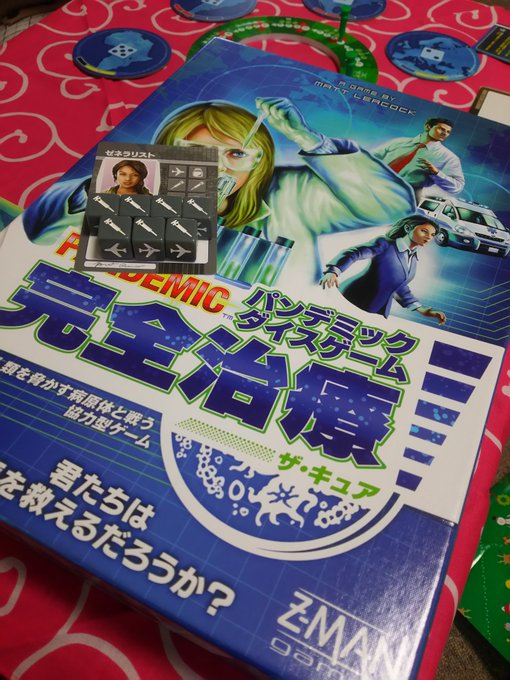 A GAME BY
MATT LEACOCK
ゼネラリスト
PANDEMIC
パンデミック
ダイスゲーム
完全治療
ザ・キュア
類を脅かす病原体と戦う
協力型ゲーム
君たちは
を救えるだろうか?
Z-MAN
games